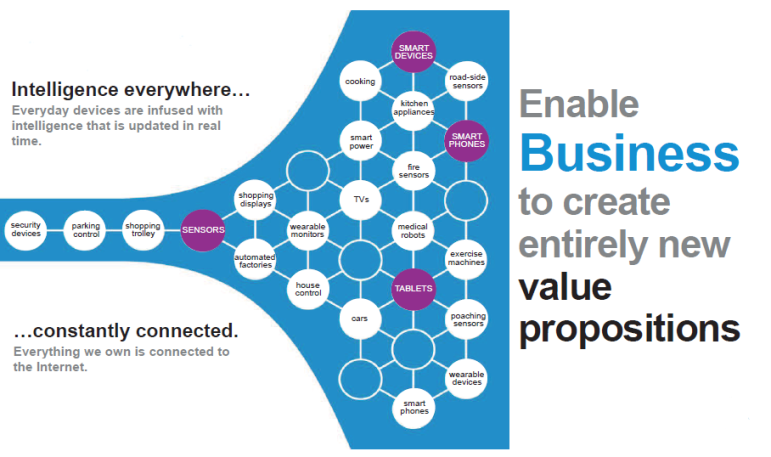 Intelligence everywhere…
Everyday devices are infused with
intelligence that is updated in real
time.
security
devices
parking
control
shopping
trolley
SENSORS
shopping
displays
automated
factories
wearable
monitors
house
control
cooking
smart
power
TVs
cars
SMART
DEVICES
kitchen
appliances
fire
sensors
medical
robots
TABLETS
smart
phones
road-side
sensors
SMART
PHONES
exercise
machines
poaching
sensors
wearable
devices
…constantly connected.
Everything we own is connected to
the Internet.
Enable
Business
to create
entirely new
value
propositions